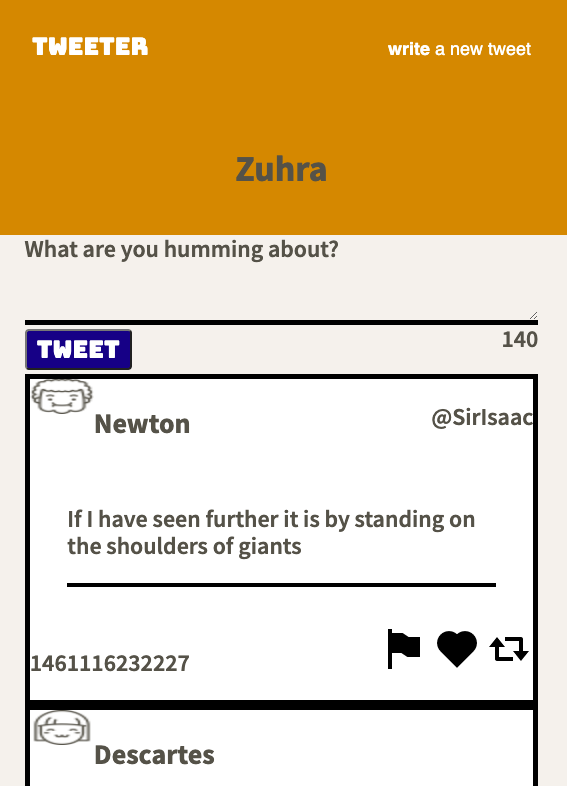 TWEETER
write a new tweet
Zuhra
What are you humming about?
TWEET
140
Newton
@SirIsaac
If I have seen further it is by standing on
the shoulders of giants
1461116232227
Descartes